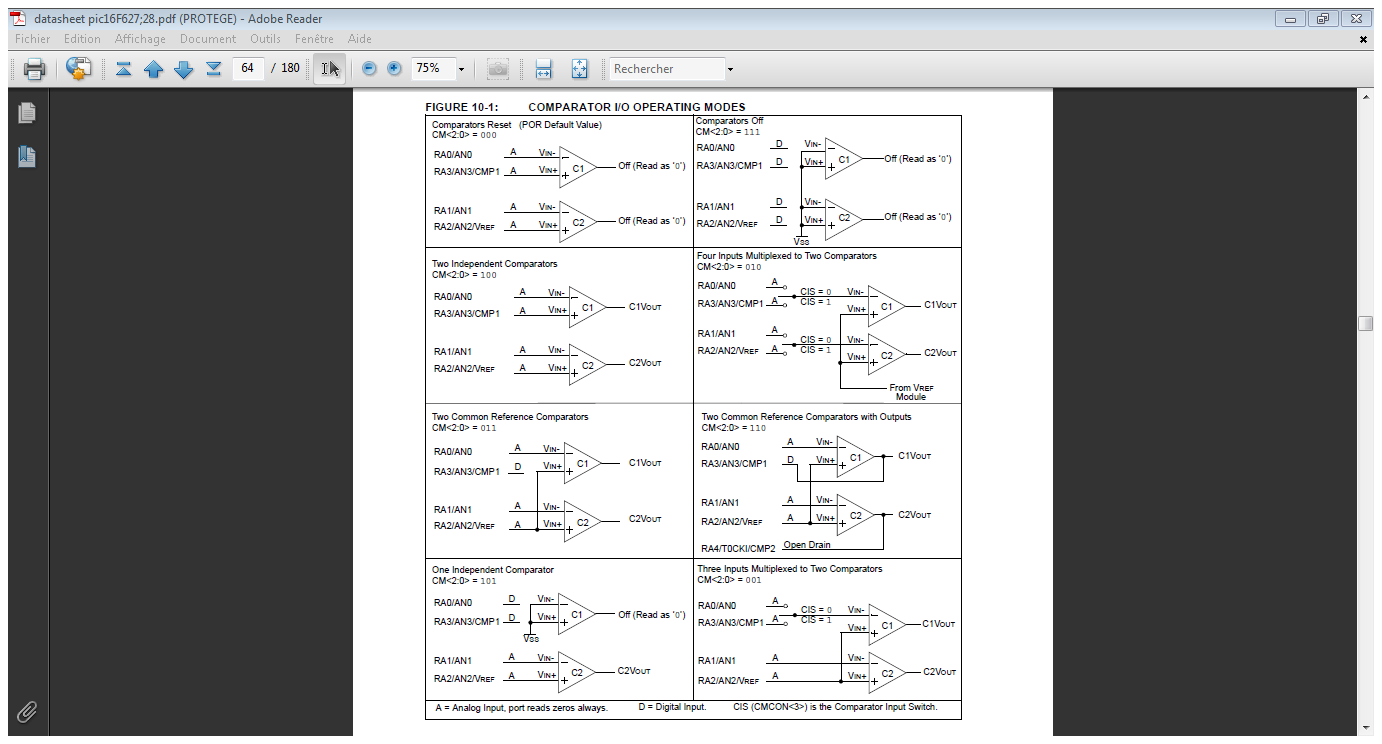 datasheet pic16F627;28.pdf (PROTEGE) - Adobe Reader
Fichier Edition Affichage Document Outils Fenêtre Aide
64 / 180 75% Rechercher
FIGURE 10-1: COMPARATOR I/O OPERATING MODES
Comparators Reset (POR Default Value)
CM<2:0> = 000
RA0/AN0 A VIN-
RA3/AN3/CMP1 A VIN+ C1 Off (Read as '0')
RA1/AN1 A VIN-
RA2/AN2/VREF A VIN+ C2 Off (Read as '0')
Comparators Off
CM<2:0> = 111
RA0/AN0 D VIN-
RA3/AN3/CMP1 D VIN+ C1 Off (Read as '0')
RA1/AN1 D VIN-
RA2/AN2/VREF D VIN+ C2 Off (Read as '0')
VSS
Two Independent Comparators
CM<2:0> = 100
RA0/AN0 A VIN-
RA3/AN3/CMP1 A VIN+ C1 C1VOUT
RA1/AN1 A VIN-
RA2/AN2/VREF A VIN+ C2 C2VOUT
Four Inputs Multiplexed to Two Comparators
CM<2:0> = 010
RA0/AN0 A CIS = 0 VIN-
RA3/AN3/CMP1 A CIS = 1 VIN+ C1 C1VOUT
RA1/AN1 A CIS = 0 VIN-
RA2/AN2/VREF A CIS = 1 VIN+ C2 C2VOUT
From VREF
Module
Two Common Reference Comparators
CM<2:0> = 011
RA0/AN0 A VIN-
RA3/AN3/CMP1 D VIN+ C1 C1VOUT
RA1/AN1 A VIN-
RA2/AN2/VREF A VIN+ C2 C2VOUT
Two Common Reference Comparators with Outputs
CM<2:0> = 110
RA0/AN0 A VIN-
RA3/AN3/CMP1 D VIN+ C1 C1VOUT
RA1/AN1 A VIN-
RA2/AN2/VREF A VIN+ C2 C2VOUT
RA4/T0CKI/CMP2 Open Drain
One Independent Comparator
CM<2:0> = 101
RA0/AN0 D VIN-
RA3/AN3/CMP1 D VIN+ C1 Off (Read as '0')
VSS
RA1/AN1 A VIN-
RA2/AN2/VREF A VIN+ C2 C2VOUT
Three Inputs Multiplexed to Two Comparators
CM<2:0> = 001
RA0/AN0 A CIS = 0 VIN-
RA3/AN3/CMP1 A CIS = 1 VIN+ C1 C1VOUT
RA1/AN1 A VIN-
RA2/AN2/VREF A VIN+ C2 C2VOUT
A = Analog Input, port reads zeros always. D = Digital Input. CIS (CMCON<3>) is the Comparator Input Switch.